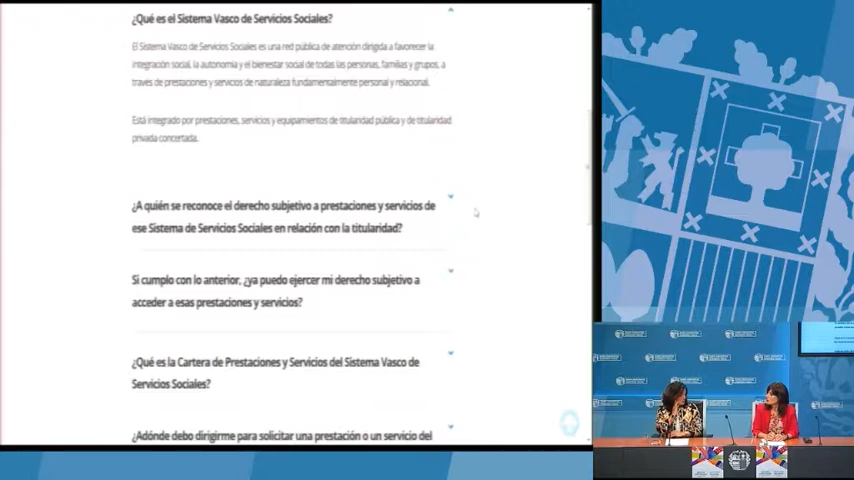 ¿Qué es el Sistema Vasco de Servicios Sociales?
El Sistema Vasco de Servicios Sociales es una red pública de atención dirigida a favorecer la
integración social, la autonomía y el bienestar social de todas las personas, familias y grupos, a
través de prestaciones y servicios de naturaleza fundamentalmente personal y relacional.
Está integrado por prestaciones, servicios y equipamientos de titularidad pública y de titularidad
privada concertada.
¿A quién se reconoce el derecho subjetivo a prestaciones y servicios de
ese Sistema de Servicios Sociales en relación con la titularidad?
Si cumplo con lo anterior, ¿ya puedo ejercer mi derecho subjetivo a
acceder a esas prestaciones y servicios?
¿Qué es la Cartera de Prestaciones y Servicios del Sistema Vasco de
Servicios Sociales?
¿Adónde debo dirigirme para solicitar una prestación o un servicio del